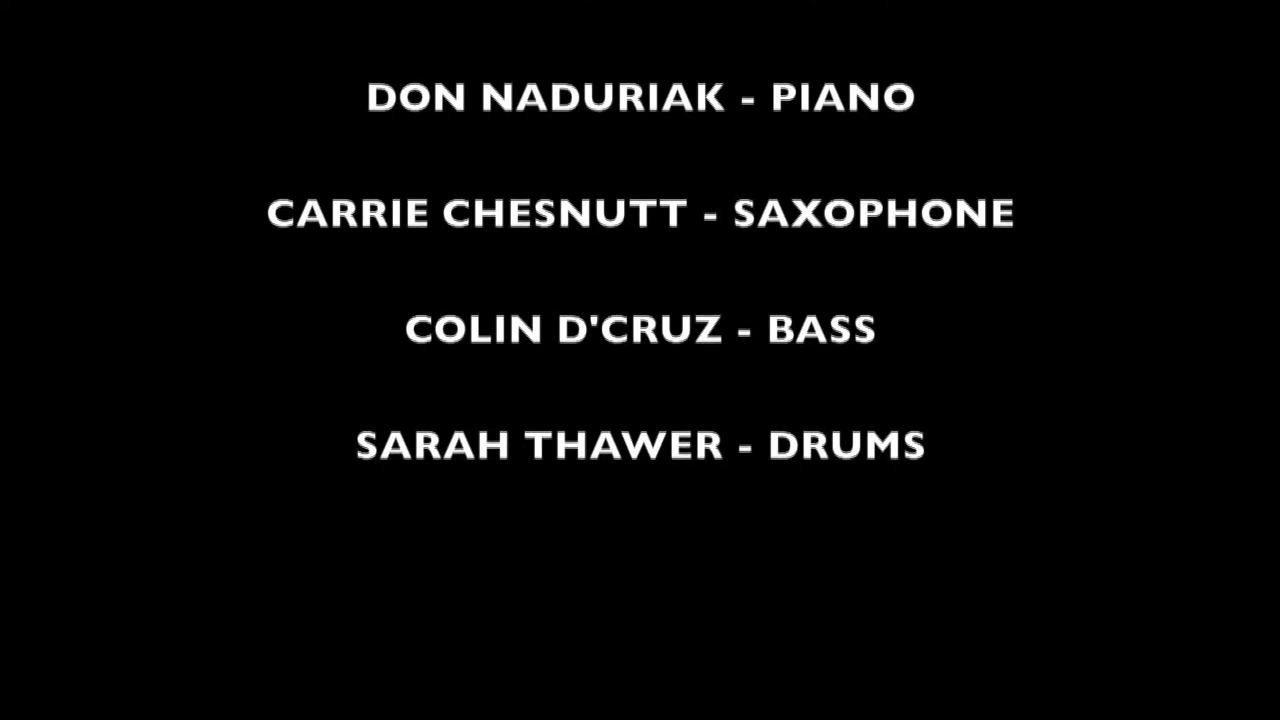 DON NADURIAK - PIANO
CARRIE CHESNUTT - SAXOPHONE
COLIN D'CRUZ - BASS
SARAH THAWER - DRUMS